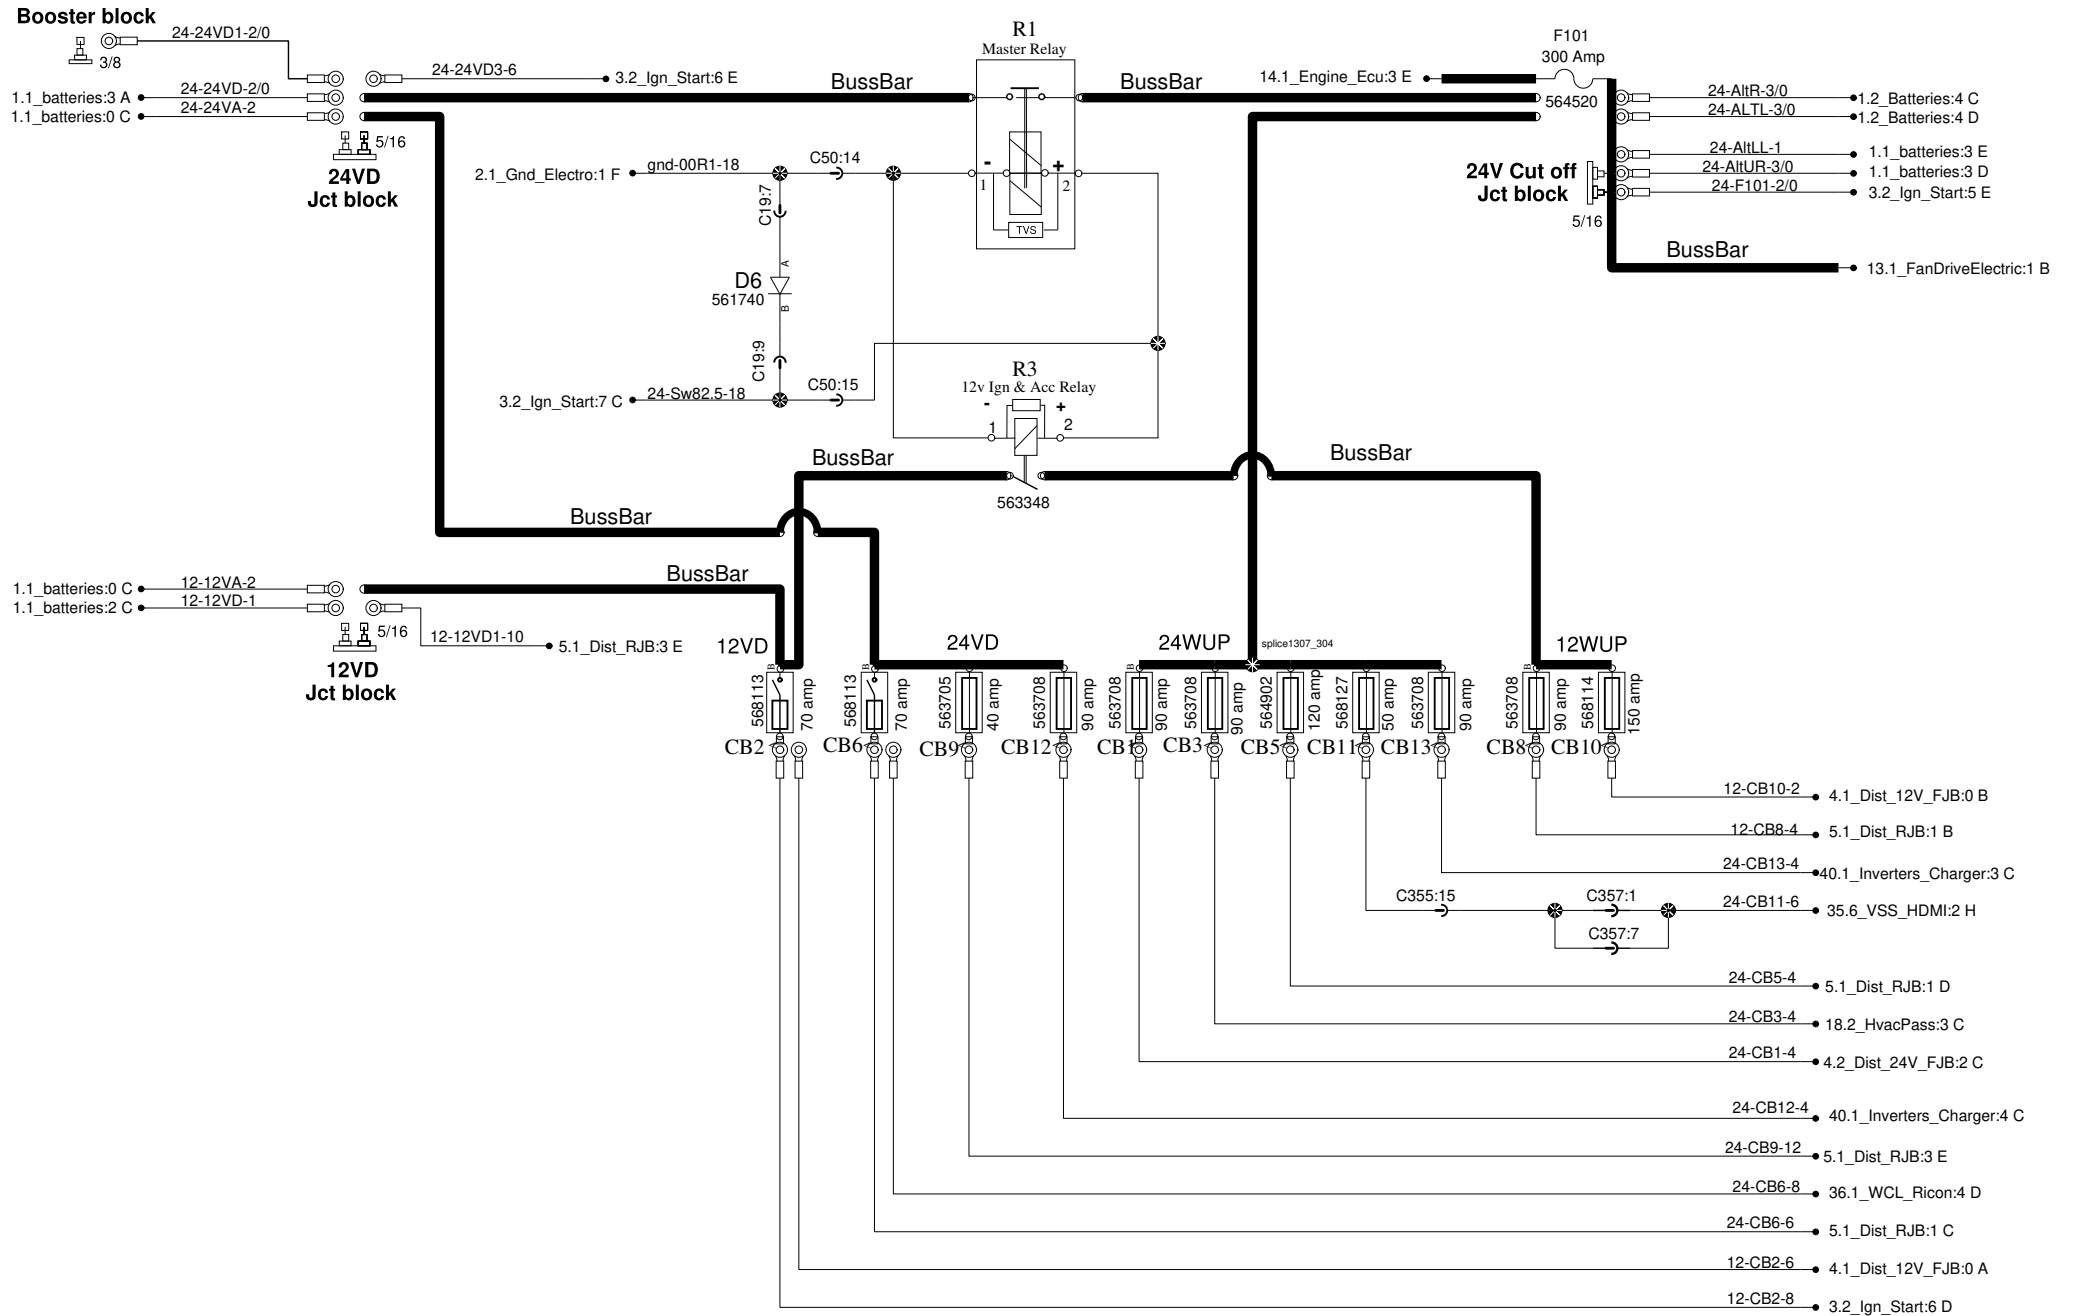 Booster block
24-24VD1-2/0
3/8
24-24VD3-6
3.2_Ign_Start:6 E
1.1_batteries:3 A
24-24VD-2/0
1.1_batteries:0 C
24-24VA-2
5/16
24VD
Jct block
BussBar
R1
Master Relay
BussBar
14.1_Engine_Ecu:3 E
F101
300 Amp
564520
24-AltR-3/0
1.2_Batteries:4 C
24-ALTL-3/0
1.2_Batteries:4 D
24-AltLL-1
1.1_batteries:3 E
24-AltUR-3/0
1.1_batteries:3 D
24-F101-2/0
3.2_Ign_Start:5 E
24V Cut off
Jct block
5/16
BussBar
13.1_FanDriveElectric:1 B
2.1_Gnd_Electro:1 F
gnd-00R1-18
C50:14
-
+
1
2
TVS
C19:7
A
D6
561740
B
C19:9
3.2_Ign_Start:7 C
24-Sw82.5-18
C50:15
R3
12v Ign & Acc Relay
-
+
1
2
563348
BussBar
BussBar
BussBar
BussBar
1.1_batteries:0 C
12-12VA-2
1.1_batteries:2 C
12-12VD-1
5/16
12-12VD1-10
5.1_Dist_RJB:3 E
12VD
Jct block
12VD
24VD
24WUP
splice1307_304
12WUP
B
568113
70 amp
CB2
B
568113
70 amp
CB6
563705
40 amp
CB9
563708
90 amp
CB12
B
563708
90 amp
CB1
563708
90 amp
CB3
564902
120 amp
CB5
568127
50 amp
CB11
563708
90 amp
CB13
B
563708
90 amp
CB8
568114
150 amp
CB10
12-CB10-2
4.1_Dist_12V_FJB:0 B
12-CB8-4
5.1_Dist_RJB:1 B
24-CB13-4
40.1_Inverters_Charger:3 C
C355:15
C357:1
24-CB11-6
35.6_VSS_HDMI:2 H
C357:7
24-CB5-4
5.1_Dist_RJB:1 D
24-CB3-4
18.2_HvacPass:3 C
24-CB1-4
4.2_Dist_24V_FJB:2 C
24-CB12-4
40.1_Inverters_Charger:4 C
24-CB9-12
5.1_Dist_RJB:3 E
24-CB6-8
36.1_WCL_Ricon:4 D
24-CB6-6
5.1_Dist_RJB:1 C
12-CB2-6
4.1_Dist_12V_FJB:0 A
12-CB2-8
3.2_Ign_Start:6 D